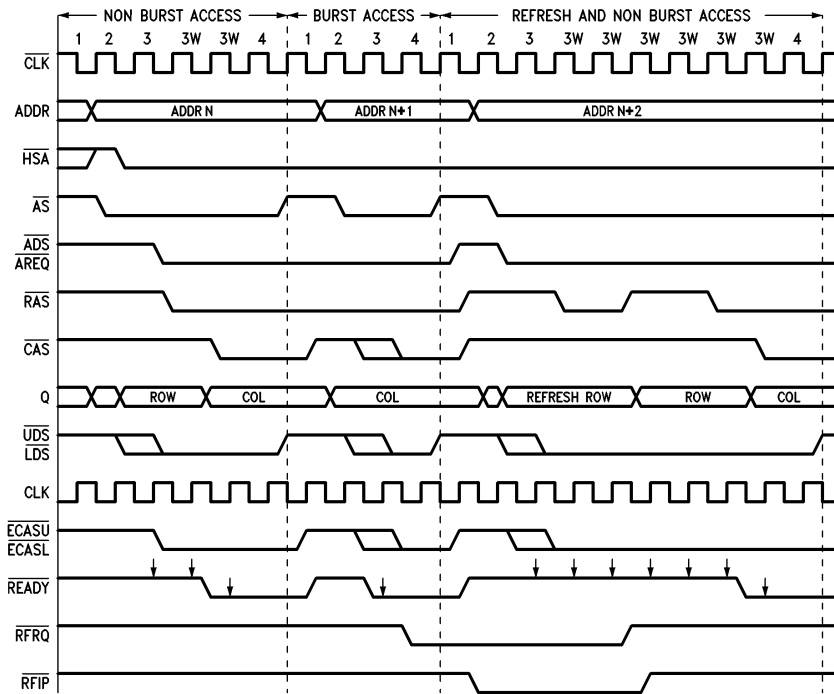 NON BURST ACCESS BURST ACCESS REFRESH AND NON BURST ACCESS
1 2 3 3W 3W 4 1 2 3 4 1 2 3 3W 3W 3W 3W 3W 3W 4
CLK
ADDR ADDR N ADDR N+1 ADDR N+2
HSA
AS
ADS
AREQ
RAS
CAS
Q ROW COL COL REFRESH ROW ROW COL
UDS
LDS
CLK
ECASU
ECASL
READY
RFRQ
RFIP